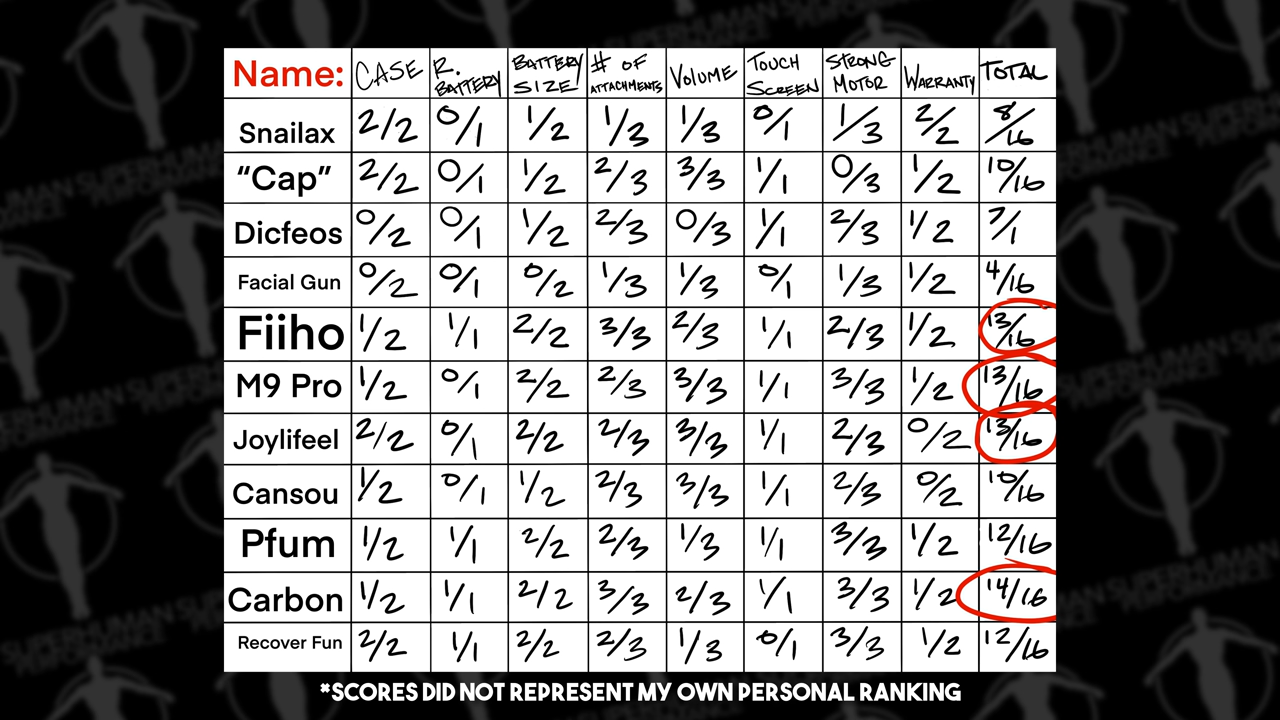 Name: CASE R. BATTERY BATTERY SIZE # OF ATTACHMENTS VOLUME TOUCH SCREEN STRONG MOTOR WARRANTY TOTAL
Snailax 2/2 0/1 1/2 1/3 1/3 0/1 1/3 2/2 8/16
"Cap" 2/2 0/1 1/2 2/3 3/3 1/1 0/3 1/2 10/16
Dicfeos 0/2 0/1 1/2 2/3 0/3 1/1 2/3 1/2 7/1
Facial Gun 0/2 0/1 0/2 1/3 1/3 0/1 1/3 1/2 4/16
Fiiho 1/2 1/1 2/2 3/3 2/3 1/1 2/3 1/2 13/16
M9 Pro 1/2 0/1 2/2 2/3 3/3 1/1 3/3 1/2 13/16
Joylifeel 2/2 0/1 2/2 2/3 3/3 1/1 2/3 0/2 13/16
Cansou 1/2 0/1 1/2 2/3 3/3 1/1 2/3 0/2 10/16
Pfum 1/2 1/1 2/2 2/3 1/3 1/1 3/3 1/2 12/16
Carbon 1/2 1/1 2/2 3/3 2/3 1/1 3/3 1/2 14/16
Recover Fun 2/2 1/1 2/2 2/3 1/3 0/1 3/3 1/2 12/16
*SCORES DID NOT REPRESENT MY OWN PERSONAL RANKING